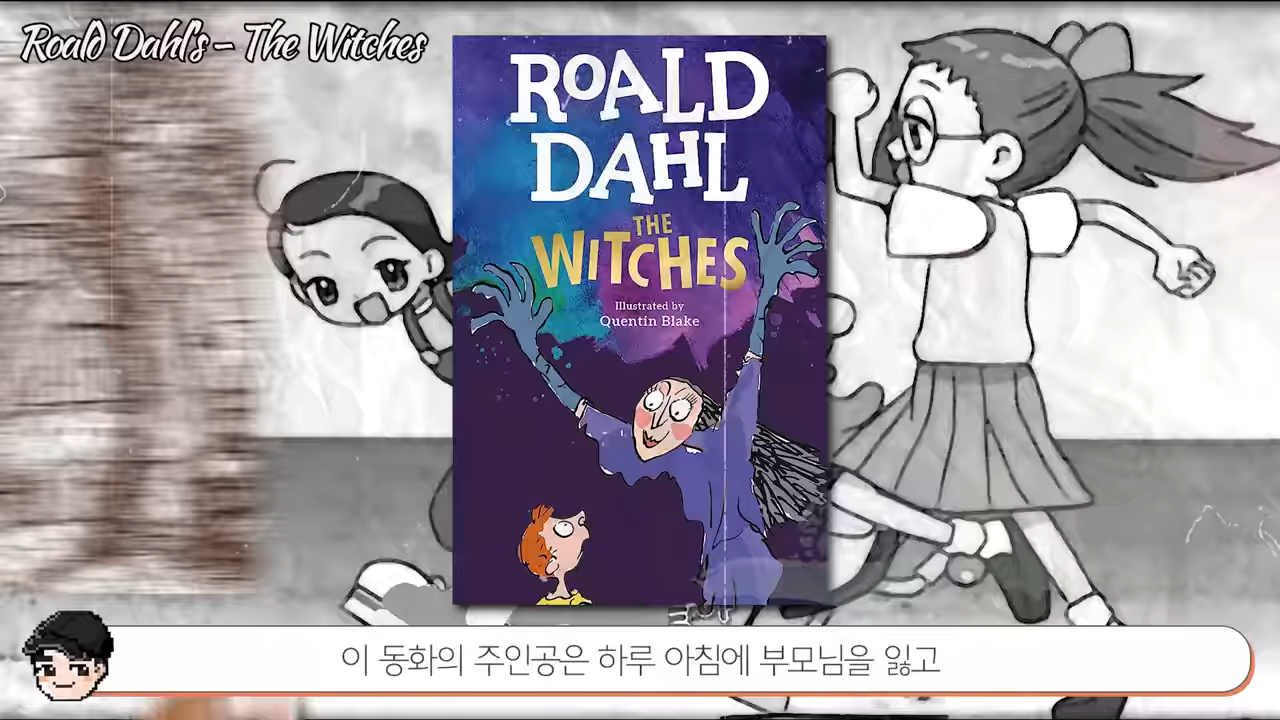 Roald Dahl's – The Witches
ROALD
DAHL
THE
WITCHES
Illustrated by
Quentin Blake
이 동화의 주인공은 하루 아침에 부모님을 잃고